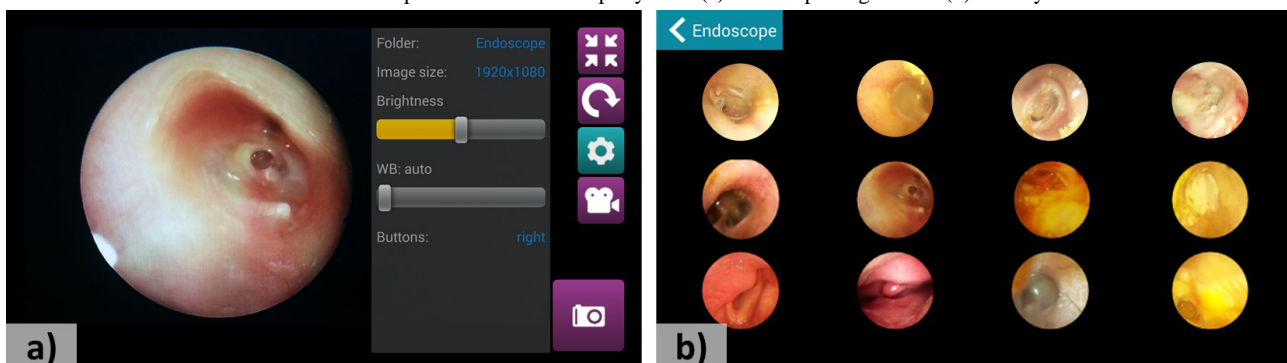 Folder: Endoscope
Image size: 1920x1080
Brightness
WB: auto
Buttons: right
a)
Endoscope
b)